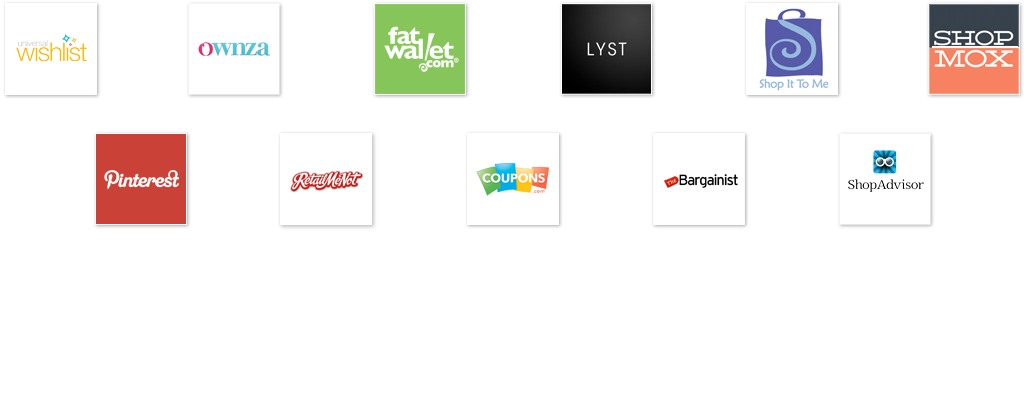 universal
wishlist
ownza
fat
wallet
.com®
LYST
Shop It To Me
SHOP
MOX
Pinterest
RetailMeNot
COUPONS
.com
The Bargainist
ShopAdvisor